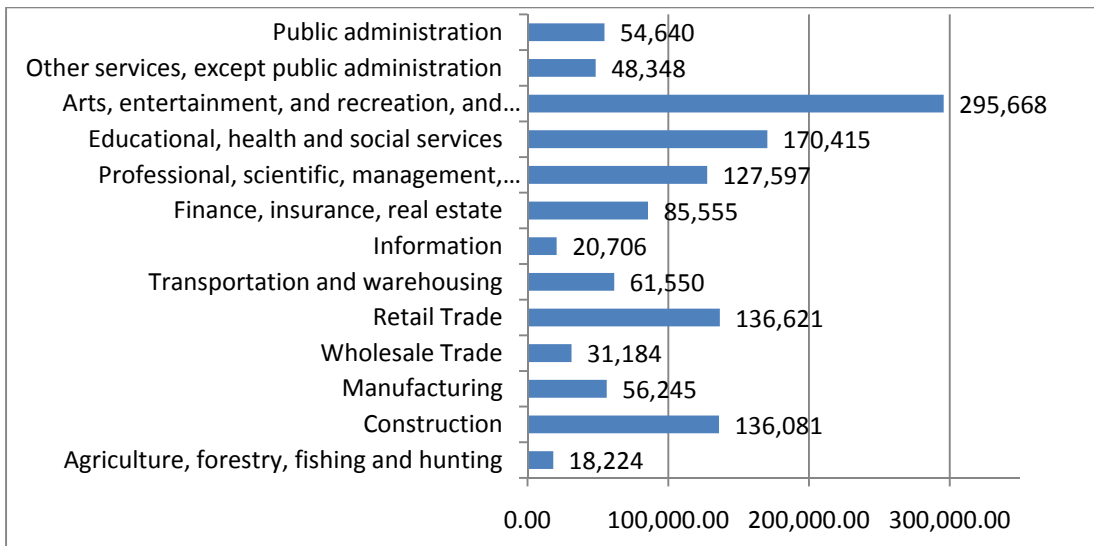 Public administration 54,640
Other services, except public administration 48,348
Arts, entertainment, and recreation, and... 295,668
Educational, health and social services 170,415
Professional, scientific, management,... 127,597
Finance, insurance, real estate 85,555
Information 20,706
Transportation and warehousing 61,550
Retail Trade 136,621
Wholesale Trade 31,184
Manufacturing 56,245
Construction 136,081
Agriculture, forestry, fishing and hunting 18,224
0.00 100,000.00 200,000.00 300,000.00